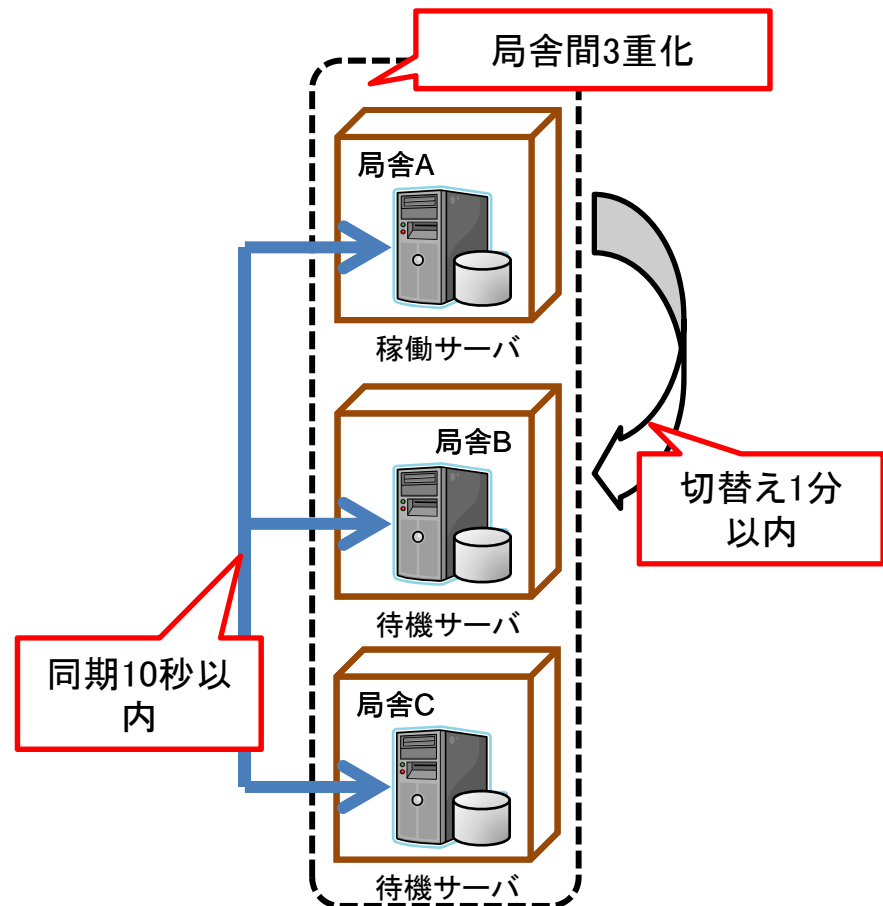 局舎間3重化
局舎A
稼働サーバ
局舎B
切替え1分
以内
待機サーバ
同期10秒以
内
局舎C
待機サーバ